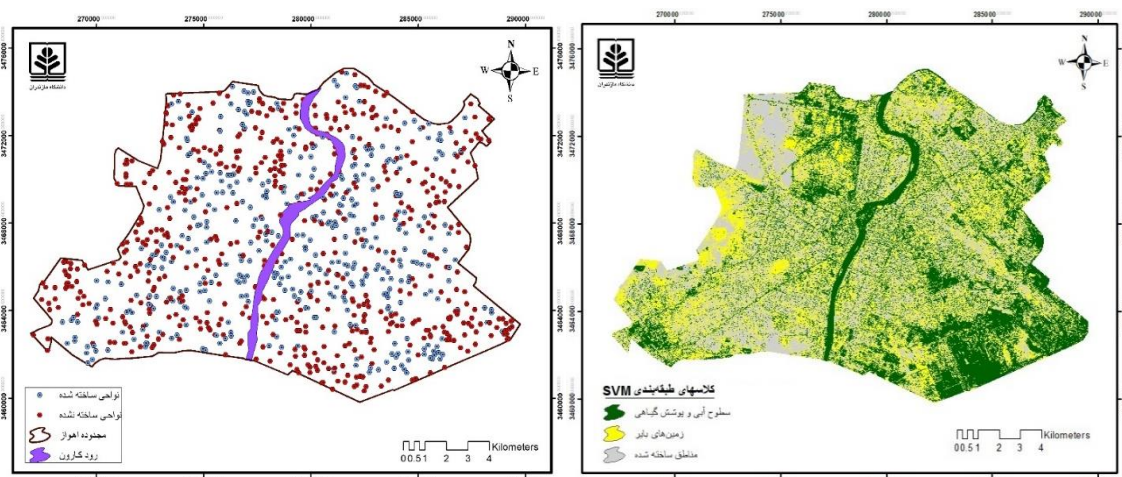 270000 275000 280000 285000 290000
3476000
3472000
3468000
3464000
3460000
دانشگاه مازندران
N
W E
S
نواحی ساخته شده
نواحی ساخته نشده
محدوده اهواز
رود کارون
Kilometers
0 0.5 1 2 3 4
270000 275000 280000 285000 290000
3476000
3472000
3468000
3464000
3460000
دانشگاه مازندران
N
W E
S
کلاسهای طبقه‌بندی SVM
سطوح آبی و پوشش گیاهی
زمین‌های بایر
مناطق ساخته شده
Kilometers
0 0.5 1 2 3 4